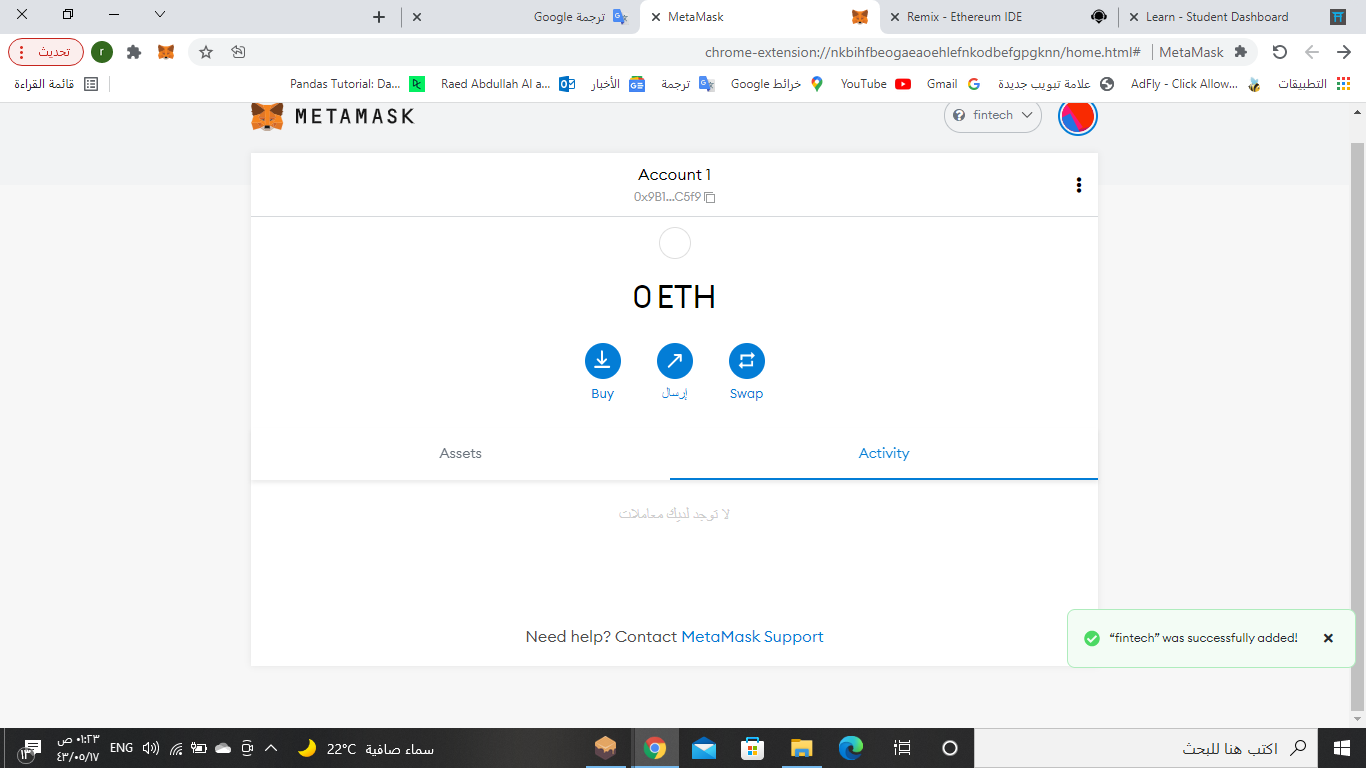 Learn - Student Dashboard
Remix - Ethereum IDE
MetaMask
ترجمة Google
MetaMask
chrome-extension://nkbihfbeogaeaoehlefnkodbefgpgknn/home.html#
r
تحديث
التطبيقات
AdFly - Click Allow...
علامة تبويب جديدة
Gmail
YouTube
خرائط Google
ترجمة
الأخبار
Raed Abdullah Al a...
Pandas Tutorial: Da...
قائمة القراءة
METAMASK
fintech
Account 1
0x9B1...C5f9
0 ETH
Buy
إرسال
Swap
Assets
Activity
لا توجد لديك معاملات
Need help? Contact MetaMask Support
“fintech” was successfully added!
اكتب هنا للبحث
سماء صافية
22°C
ENG
٠١:٢٣ ص
٤٣/٠٥/١٧
١٣